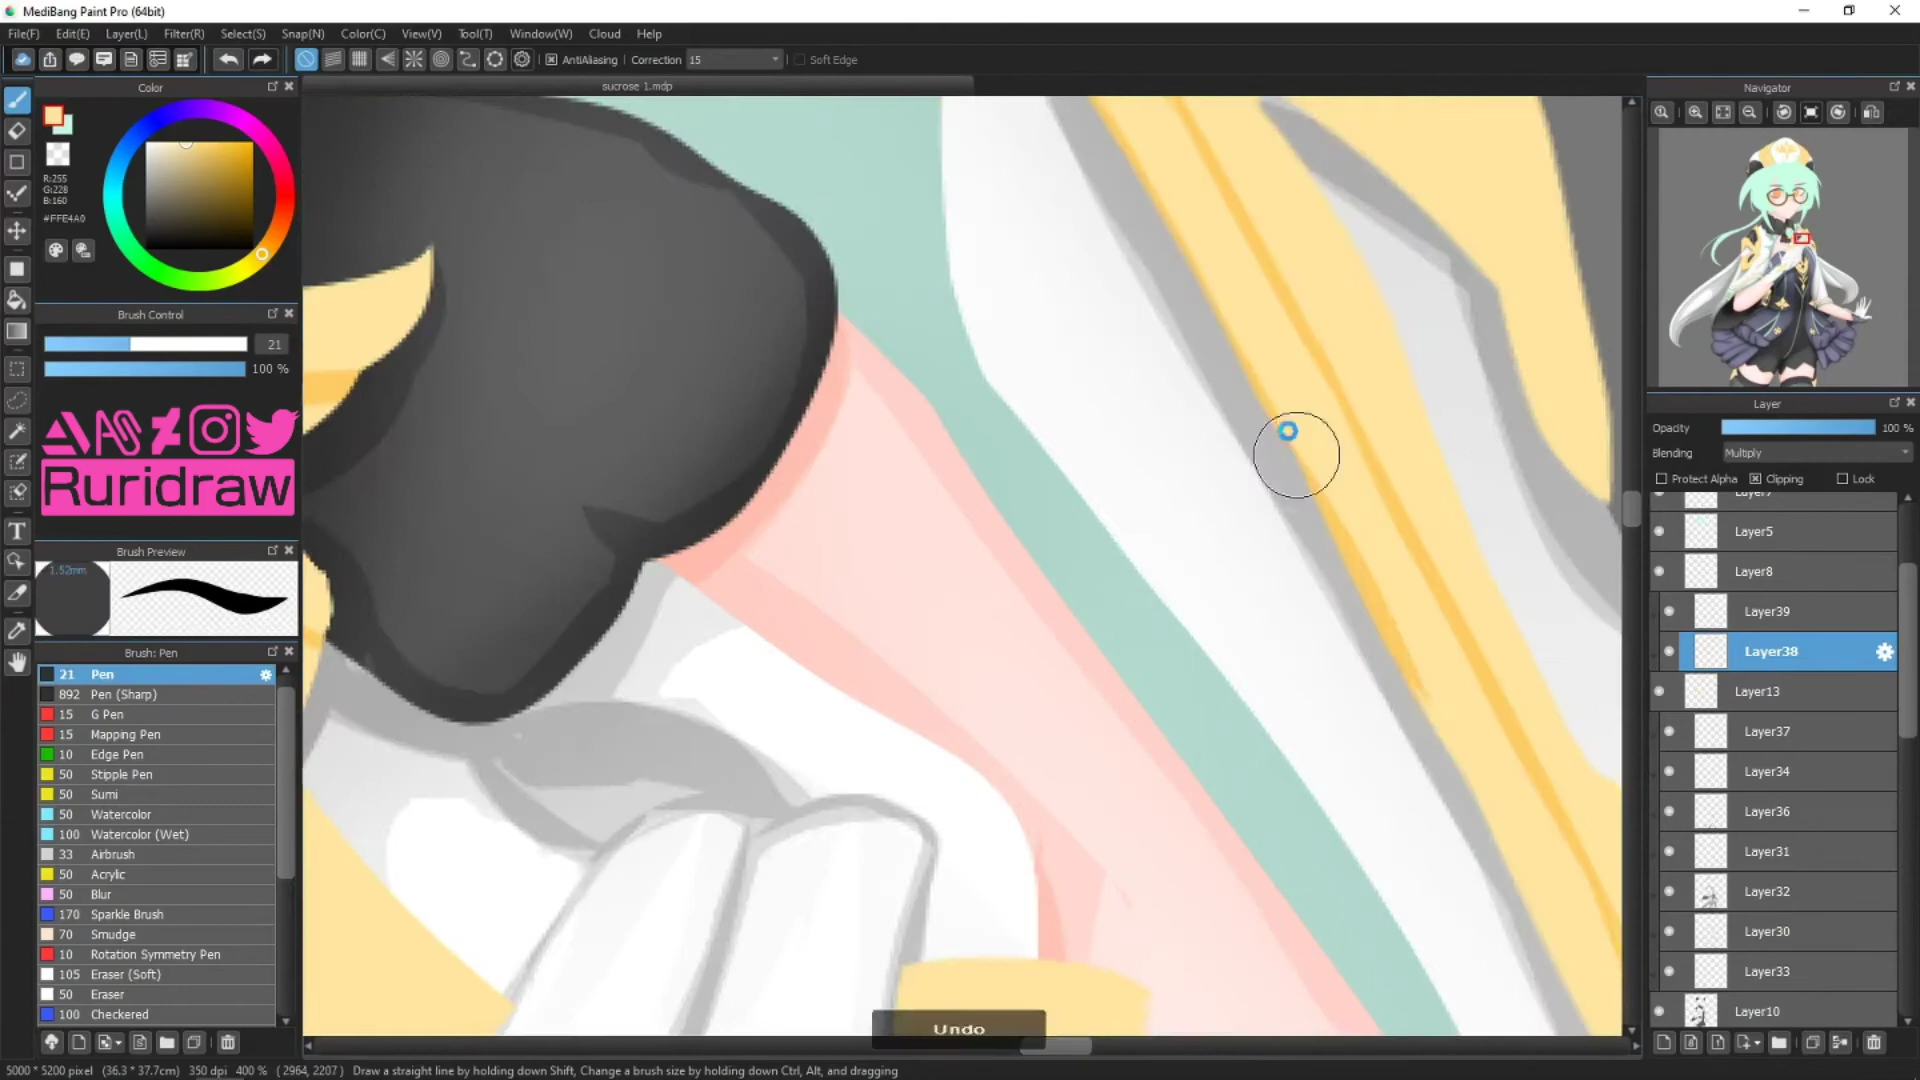 MediBang Paint Pro (64bit)
File(F) Edit(E) Layer(L) Filter(R) Select(S) Snap(N) Color(C) View(V) Tool(T) Window(W) Cloud Help
AntiAliasing Correction 15 Soft Edge
Color
sucrose 1.mdp
Navigator
R:255
G:228
B:160
#FFE4A0
Brush Control
21
100 %
Ruridraw
Brush Preview
1.52mm
Brush: Pen
21 Pen
892 Pen (Sharp)
15 G Pen
15 Mapping Pen
10 Edge Pen
50 Stipple Pen
50 Sumi
50 Watercolor
100 Watercolor (Wet)
33 Airbrush
50 Acrylic
50 Blur
170 Sparkle Brush
70 Smudge
10 Rotation Symmetry Pen
105 Eraser (Soft)
50 Eraser
100 Checkered
Undo
Layer
Opacity 100 %
Blending Multiply
Protect Alpha Clipping Lock
Layer7
Layer5
Layer8
Layer39
Layer38
Layer13
Layer37
Layer34
Layer36
Layer31
Layer32
Layer30
Layer33
Layer10
5000 * 5200 pixel (36.3 * 37.7cm) 350 dpi 400 % ( 2964, 2207 ) Draw a straight line by holding down Shift, Change a brush size by holding down Ctrl, Alt, and dragging